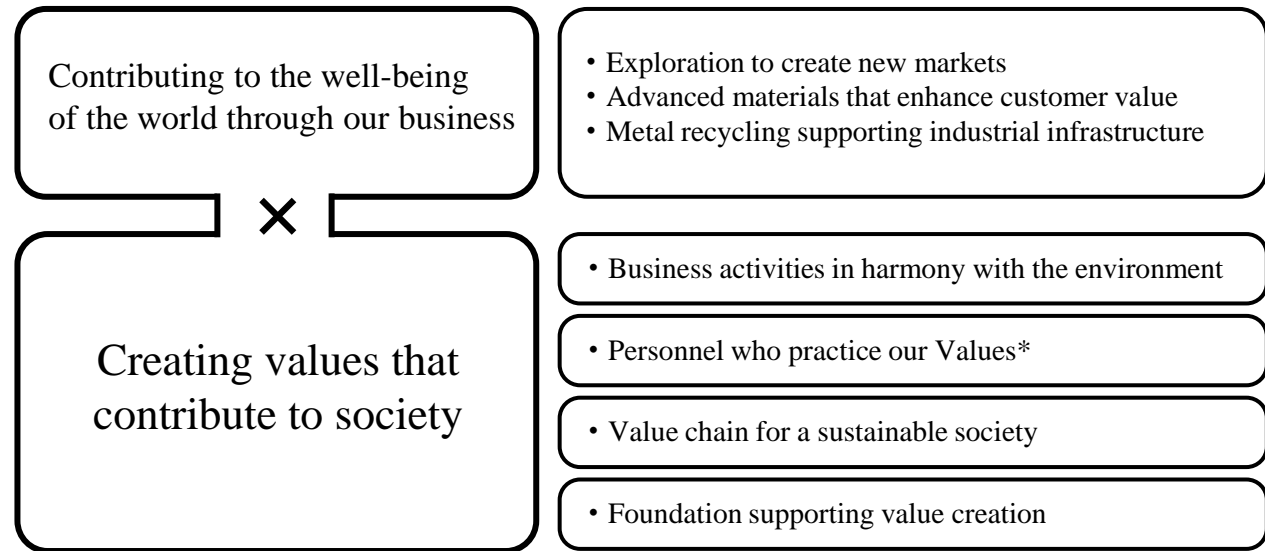 Contributing to the well-being
of the world through our business
・Exploration to create new markets
・Advanced materials that enhance customer value
・Metal recycling supporting industrial infrastructure
×
Creating values that
contribute to society
・Business activities in harmony with the environment
・Personnel who practice our Values*
・Value chain for a sustainable society
・Foundation supporting value creation